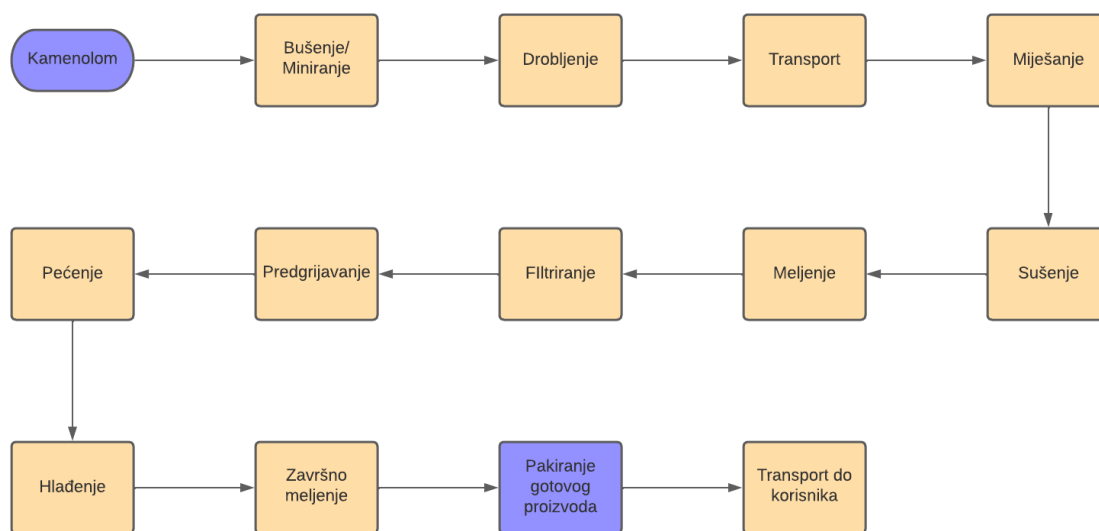 Kamenolom
Bušenje/
Miniranje
Drobljenje
Transport
Miješanje
Sušenje
Meljenje
FIltriranje
Predgrijavanje
Pećenje
Hlađenje
Završno
meljenje
Pakiranje
gotovog
proizvoda
Transport do
korisnika